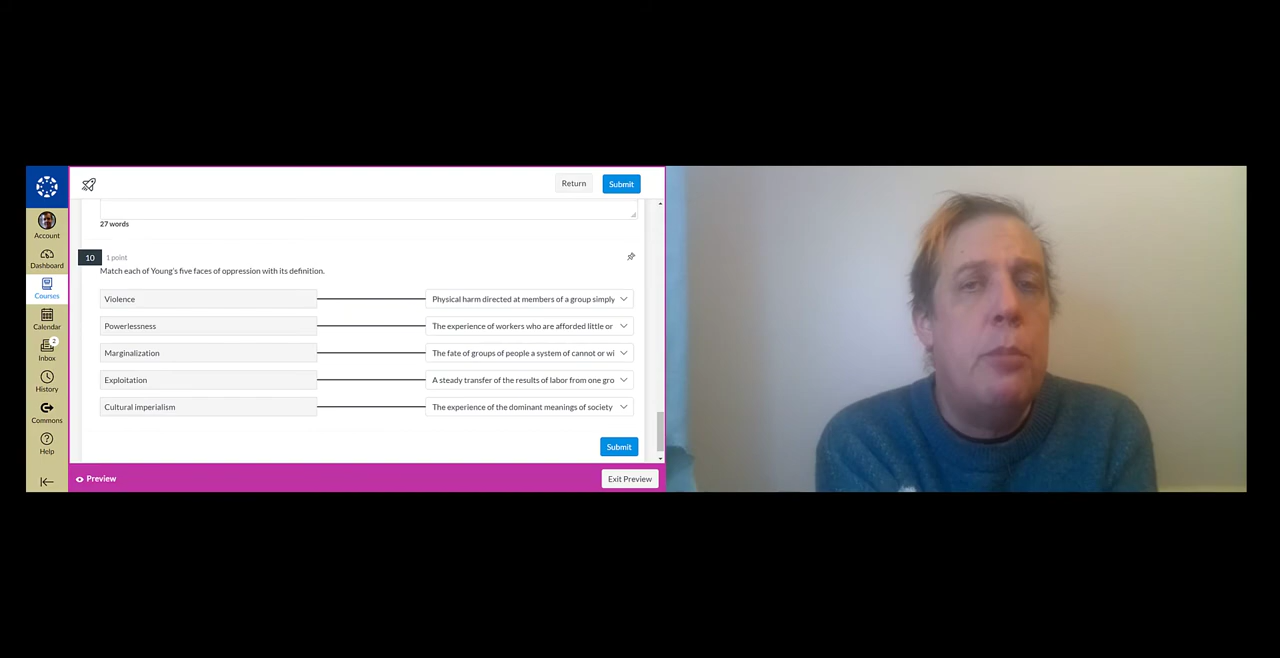 Return
Submit
27 words
Account
10
1 point
Match each of Young's five faces of oppression with its definition.
Dashboard
Courses
Violence
Physical harm directed at members of a group simply
Calendar
Powerlessness
The experience of workers who are afforded little or
2
Inbox
Marginalization
The fate of groups of people a system of cannot or wi
History
Exploitation
A steady transfer of the results of labor from one gro
Commons
Cultural imperialism
The experience of the dominant meanings of society
Help
Submit
Preview
Exit Preview